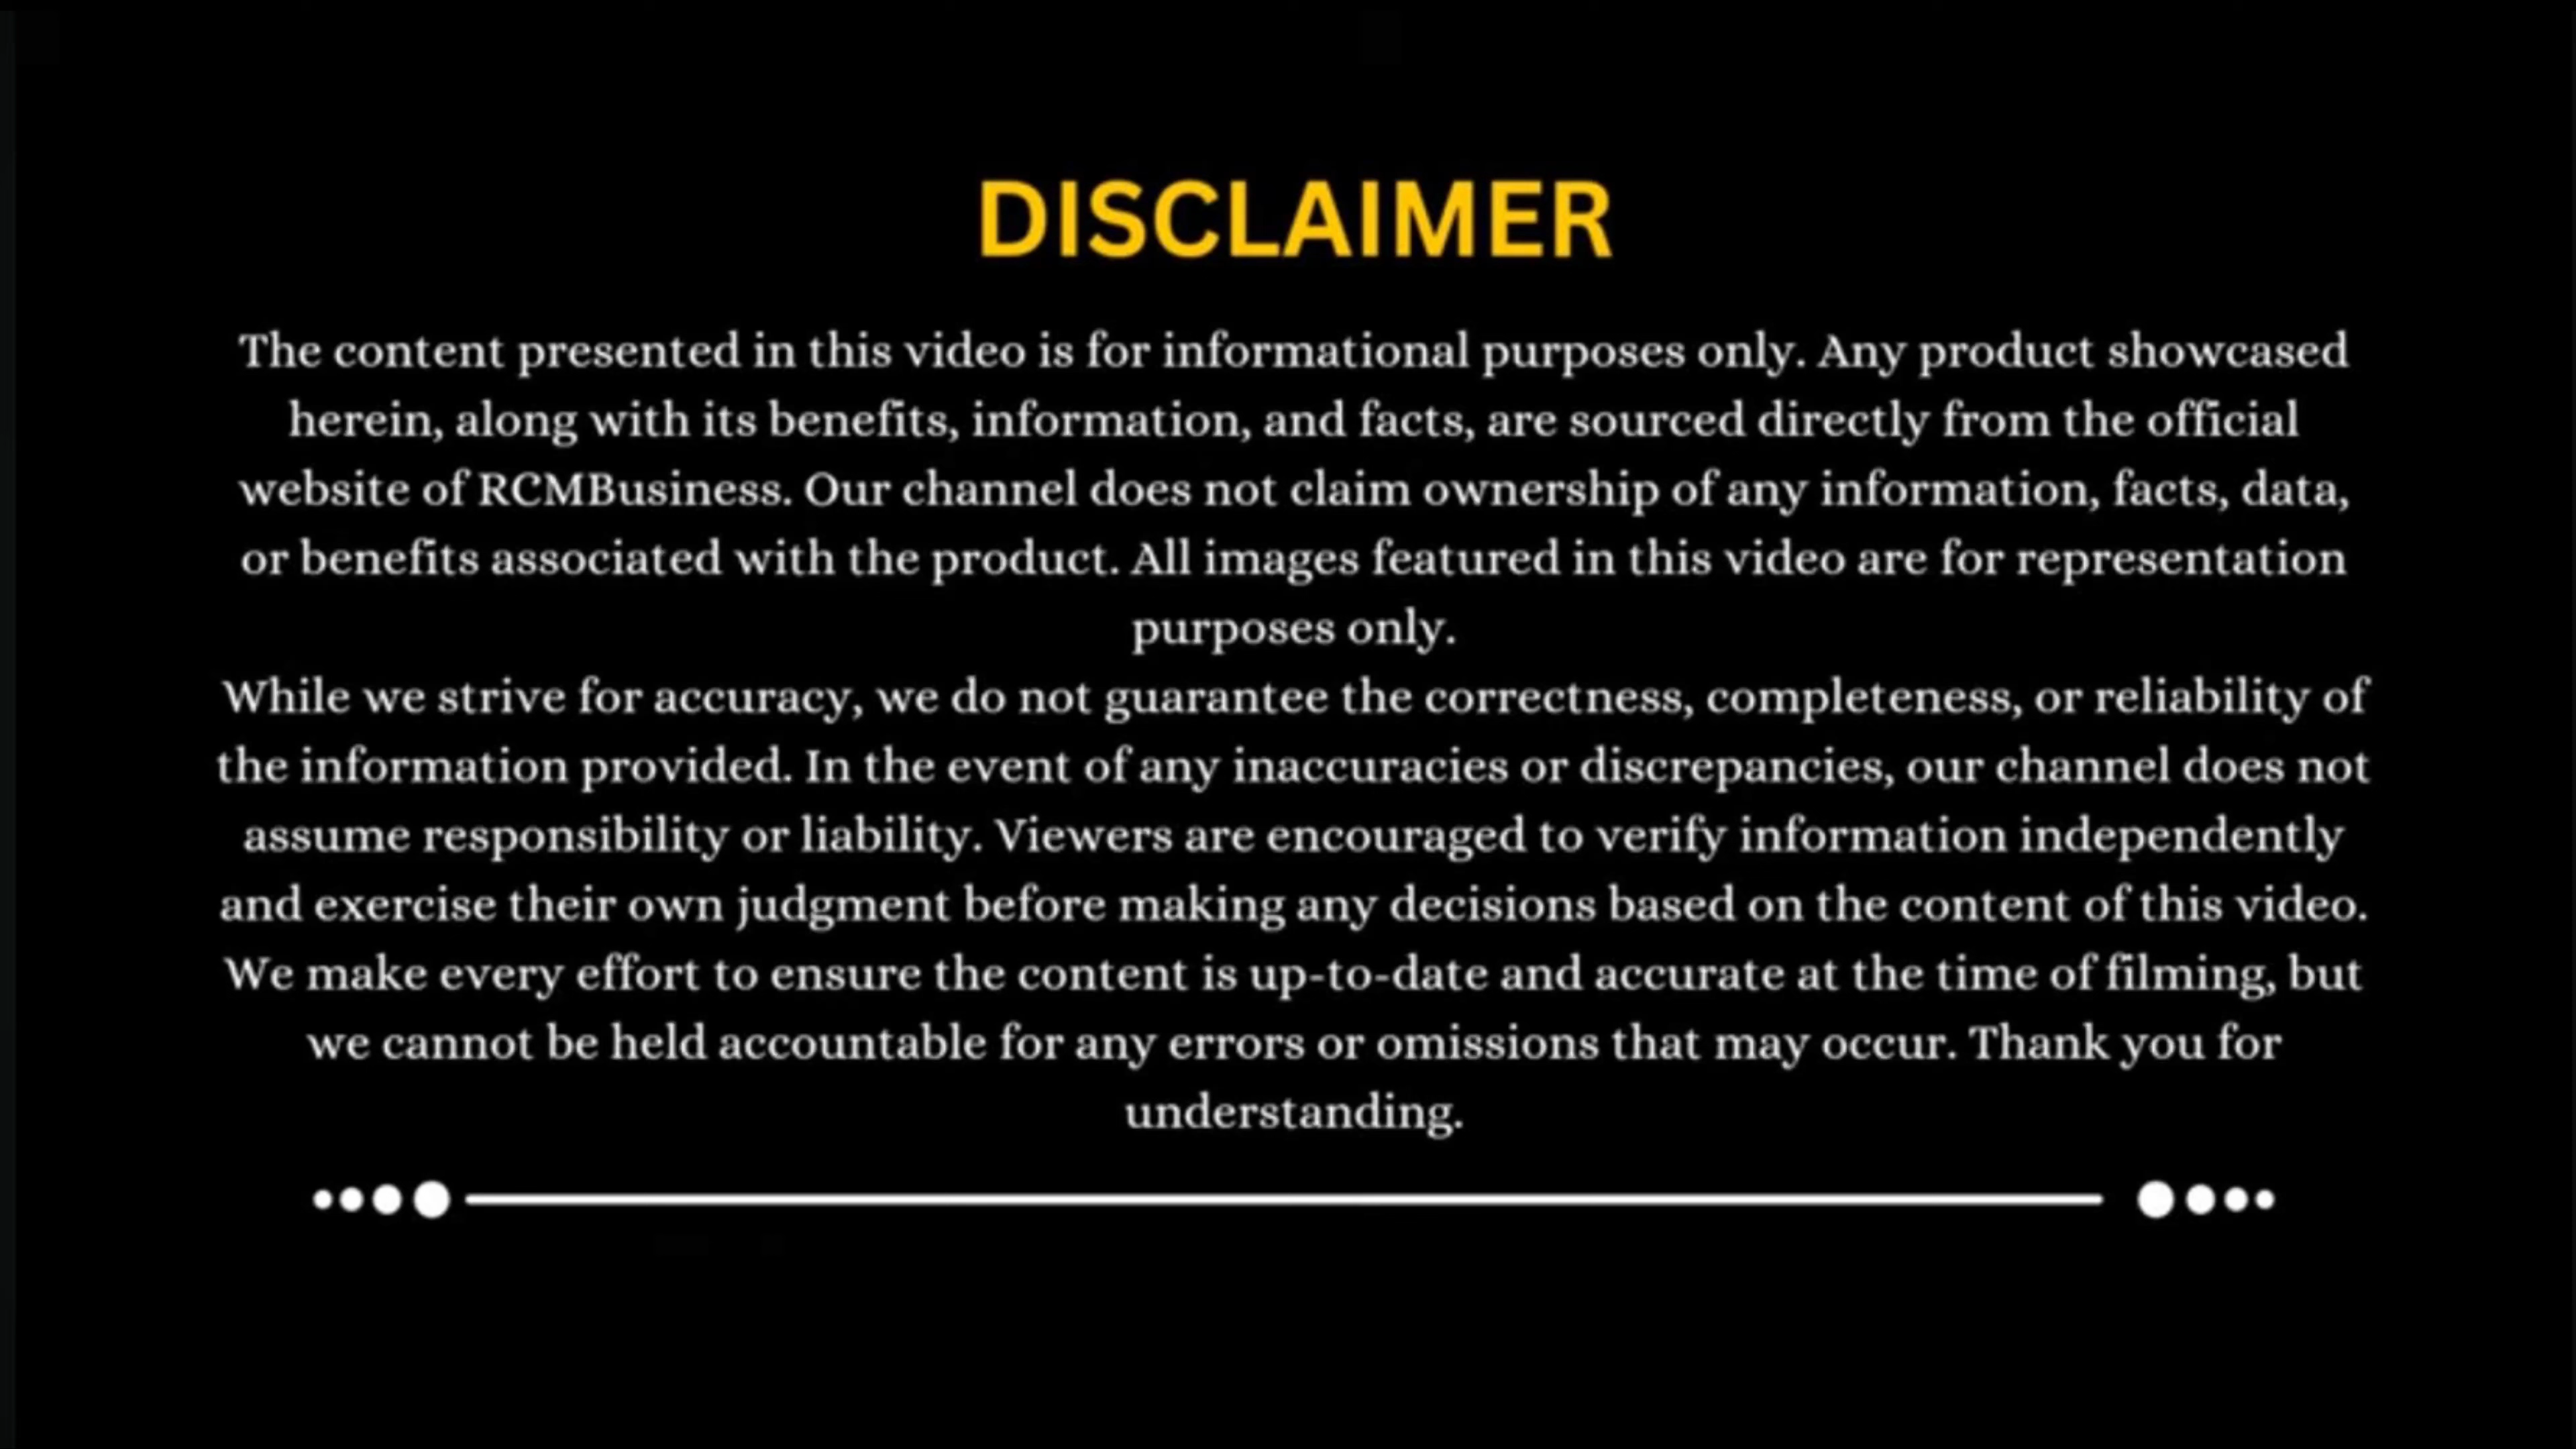 DISCLAIMER
The content presented in this video is for informational purposes only. Any product showcased
herein, along with its benefits, information, and facts, are sourced directly from the official
website of RCMBusiness. Our channel does not claim ownership of any information, facts, data,
or benefits associated with the product. All images featured in this video are for representation
purposes only.
While we strive for accuracy, we do not guarantee the correctness, completeness, or reliability of
the information provided. In the event of any inaccuracies or discrepancies, our channel does not
assume responsibility or liability. Viewers are encouraged to verify information independently
and exercise their own judgment before making any decisions based on the content of this video.
We make every effort to ensure the content is up-to-date and accurate at the time of filming, but
we cannot be held accountable for any errors or omissions that may occur. Thank you for
understanding.